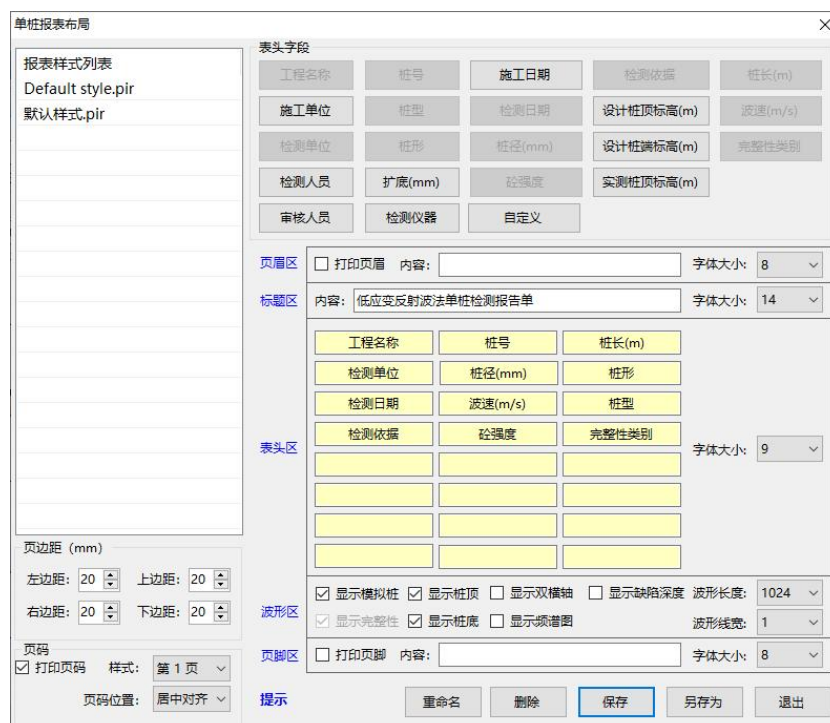 单桩报表布局
报表样式列表
Default style.pir
默认样式.pir
页边距（mm）
左边距： 20 上边距： 20
右边距： 20 下边距： 20
页码
打印页码 样式： 第 1 页
页码位置： 居中对齐
表头字段
工程名称 桩号 施工日期 检测依据 桩长(m)
施工单位 桩型 检测日期 设计桩顶标高(m) 波速(m/s)
检测单位 桩形 桩径(mm) 设计桩端标高(m) 完整性类别
检测人员 扩底(mm) 砼强度 实测桩顶标高(m)
审核人员 检测仪器 自定义
页眉区 打印页眉 内容： 字体大小： 8
标题区 内容： 低应变反射波法单桩检测报告单 字体大小： 14
工程名称 桩号 桩长(m)
检测单位 桩径(mm) 桩形
检测日期 波速(m/s) 桩型
检测依据 砼强度 完整性类别
表头区 字体大小： 9
显示模拟桩 显示桩顶 显示双横轴 显示缺陷深度 波形长度： 1024
波形区
显示完整性 显示桩底 显示频谱图 波形线宽： 1
页脚区 打印页脚 内容： 字体大小： 8
提示 重命名 删除 保存 另存为 退出